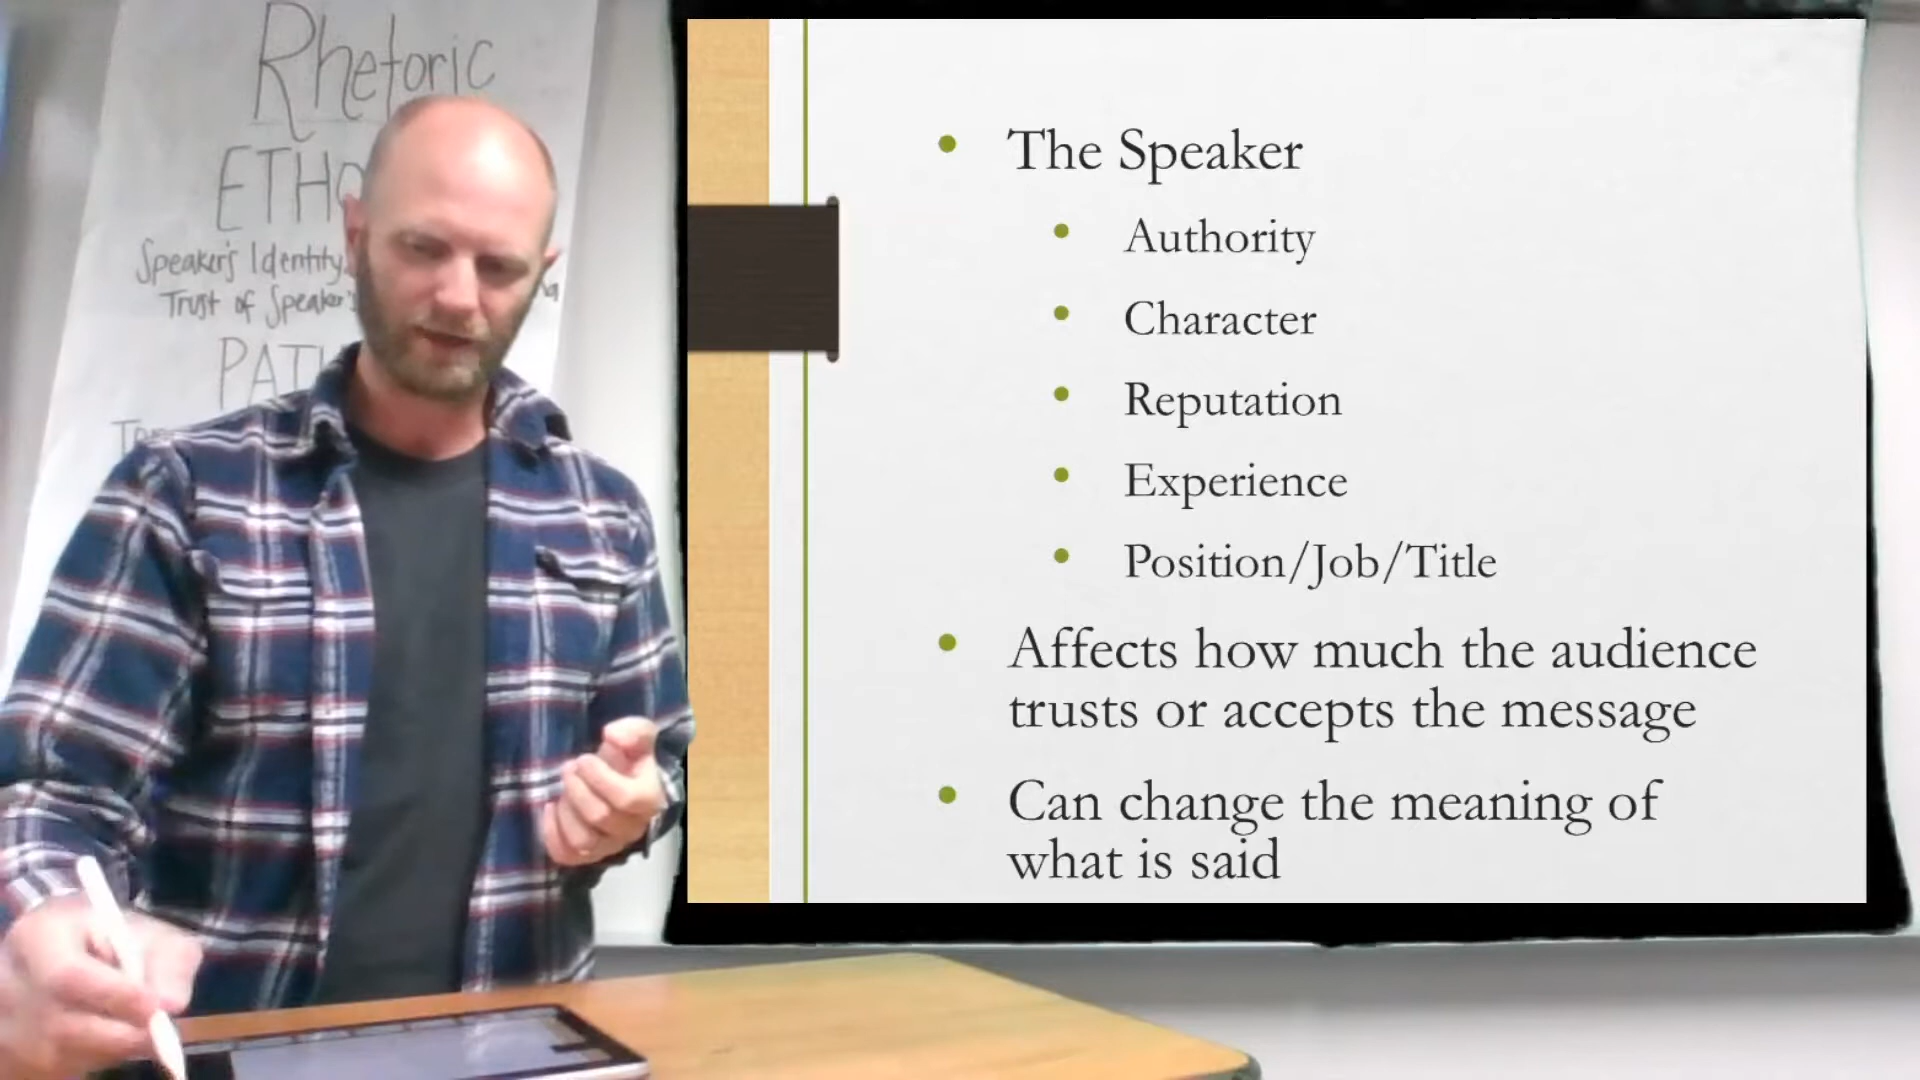 Rhetoric
Speaker's Identity
Trust of Speaker's
The Speaker
Authority
Character
Reputation
Experience
Position/Job/Title
Affects how much the audience
trusts or accepts the message
Can change the meaning of
what is said